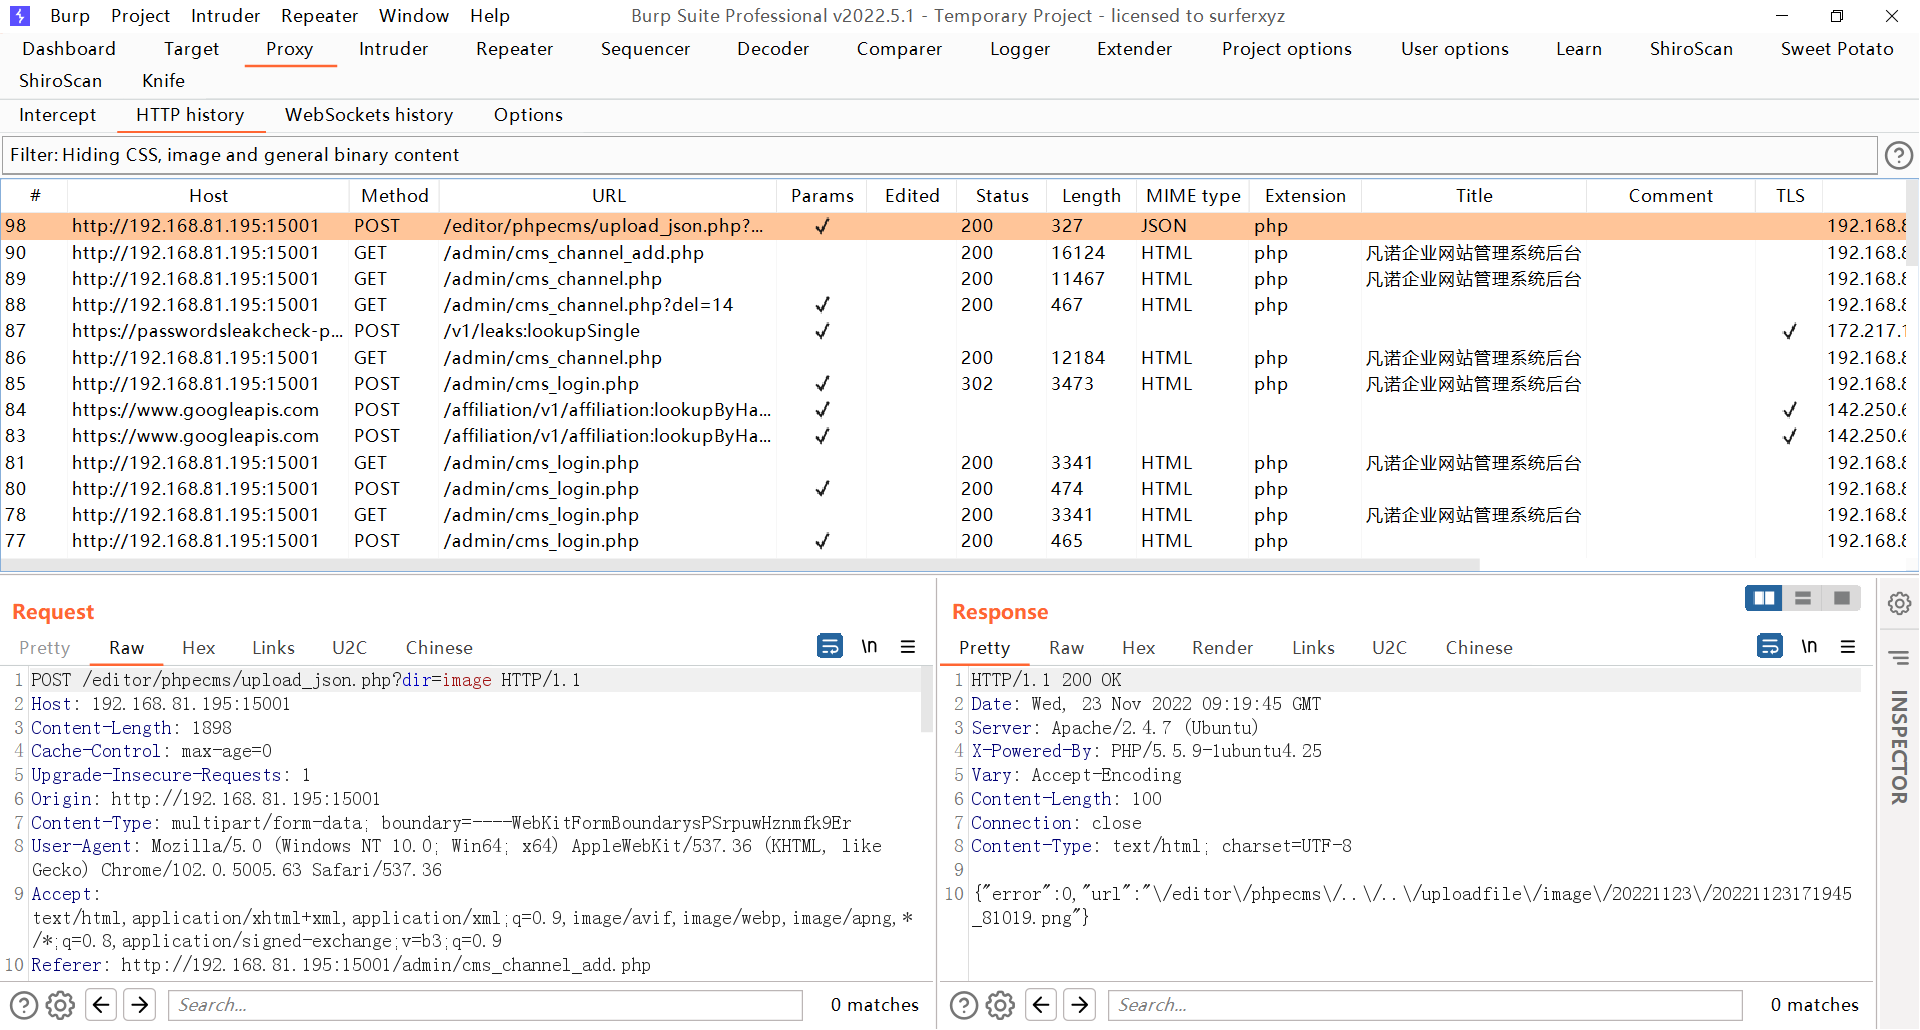 Burp Project Intruder Repeater Window Help Burp Suite Professional v2022.5.1 - Temporary Project - licensed to surferxyz
Dashboard Target Proxy Intruder Repeater Sequencer Decoder Comparer Logger Extender Project options User options Learn ShiroScan Sweet Potato
ShiroScan Knife
Intercept HTTP history WebSockets history Options
Filter: Hiding CSS, image and general binary content
# Host Method URL Params Edited Status Length MIME type Extension Title Comment TLS
98 http://192.168.81.195:15001 POST /editor/phpecms/upload_json.php?... ✓ 200 327 JSON php 192.168.8
90 http://192.168.81.195:15001 GET /admin/cms_channel_add.php 200 16124 HTML php 凡诺企业网站管理系统后台 192.168.8
89 http://192.168.81.195:15001 GET /admin/cms_channel.php 200 11467 HTML php 凡诺企业网站管理系统后台 192.168.8
88 http://192.168.81.195:15001 GET /admin/cms_channel.php?del=14 ✓ 200 467 HTML php 192.168.8
87 https://passwordsleakcheck-p... POST /v1/leaks:lookupSingle ✓ ✓ 172.217.1
86 http://192.168.81.195:15001 GET /admin/cms_channel.php 200 12184 HTML php 凡诺企业网站管理系统后台 192.168.8
85 http://192.168.81.195:15001 POST /admin/cms_login.php ✓ 302 3473 HTML php 凡诺企业网站管理系统后台 192.168.8
84 https://www.googleapis.com POST /affiliation/v1/affiliation:lookupByHa... ✓ ✓ 142.250.6
83 https://www.googleapis.com POST /affiliation/v1/affiliation:lookupByHa... ✓ ✓ 142.250.6
81 http://192.168.81.195:15001 GET /admin/cms_login.php 200 3341 HTML php 凡诺企业网站管理系统后台 192.168.8
80 http://192.168.81.195:15001 POST /admin/cms_login.php ✓ 200 474 HTML php 192.168.8
78 http://192.168.81.195:15001 GET /admin/cms_login.php 200 3341 HTML php 凡诺企业网站管理系统后台 192.168.8
77 http://192.168.81.195:15001 POST /admin/cms_login.php ✓ 200 465 HTML php 192.168.8
Request
Pretty Raw Hex Links U2C Chinese \n
1 POST /editor/phpecms/upload_json.php?dir=image HTTP/1.1
2 Host: 192.168.81.195:15001
3 Content-Length: 1898
4 Cache-Control: max-age=0
5 Upgrade-Insecure-Requests: 1
6 Origin: http://192.168.81.195:15001
7 Content-Type: multipart/form-data; boundary=----WebKitFormBoundarysPSrpuwHznmfk9Er
8 User-Agent: Mozilla/5.0 (Windows NT 10.0; Win64; x64) AppleWebKit/537.36 (KHTML, like
Gecko) Chrome/102.0.5005.63 Safari/537.36
9 Accept:
text/html,application/xhtml+xml,application/xml;q=0.9,image/avif,image/webp,image/apng,*
/*;q=0.8,application/signed-exchange;v=b3;q=0.9
10 Referer: http://192.168.81.195:15001/admin/cms_channel_add.php
Search... 0 matches
Response
Pretty Raw Hex Render Links U2C Chinese \n
1 HTTP/1.1 200 OK
2 Date: Wed, 23 Nov 2022 09:19:45 GMT
3 Server: Apache/2.4.7 (Ubuntu)
4 X-Powered-By: PHP/5.5.9-1ubuntu4.25
5 Vary: Accept-Encoding
6 Content-Length: 100
7 Connection: close
8 Content-Type: text/html; charset=UTF-8
9
10 {"error":0,"url":"\/editor\/phpecms\/..\/..\/uploadfile\/image\/20221123\/20221123171945
_81019.png"}
Search... 0 matches
INSPECTOR